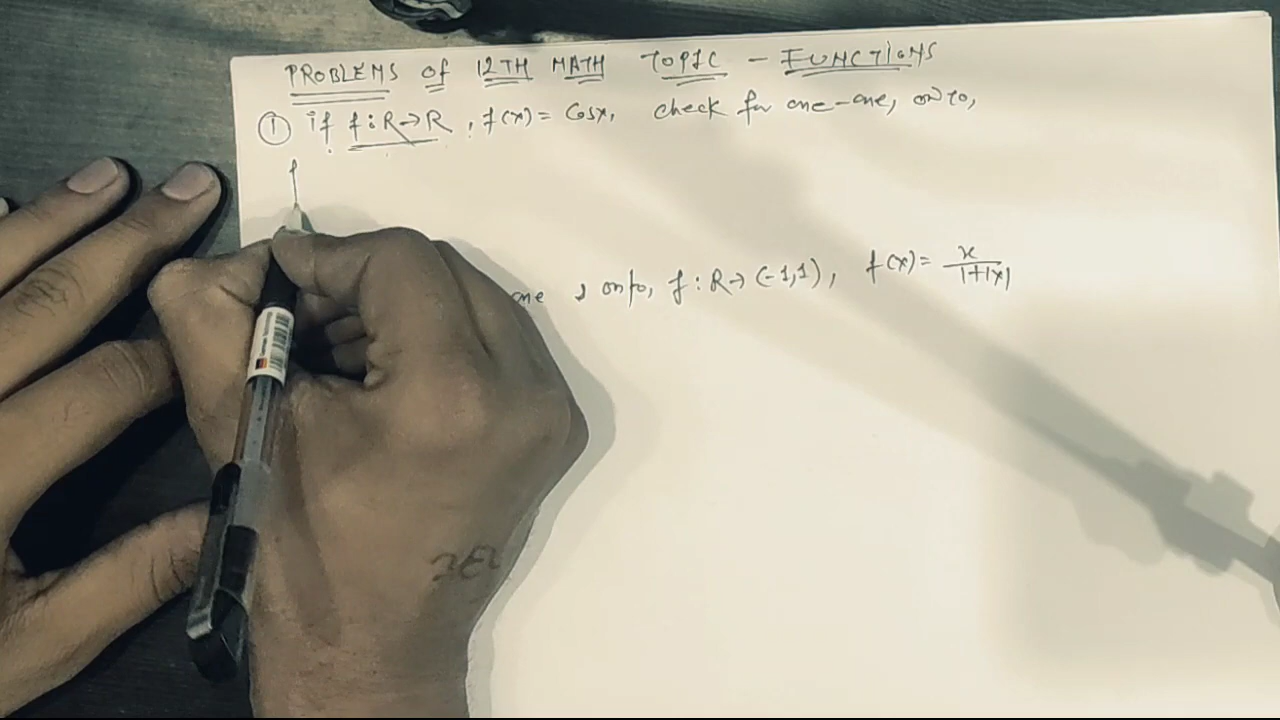 PROBLEMS of 12TH MATH TOPIC - FUNCTIONS
① if f:R→R, f(x)= Cosx, check for one-one, onto,
one , onto, f:R→(-1,1), f(x)= x/1+|x|